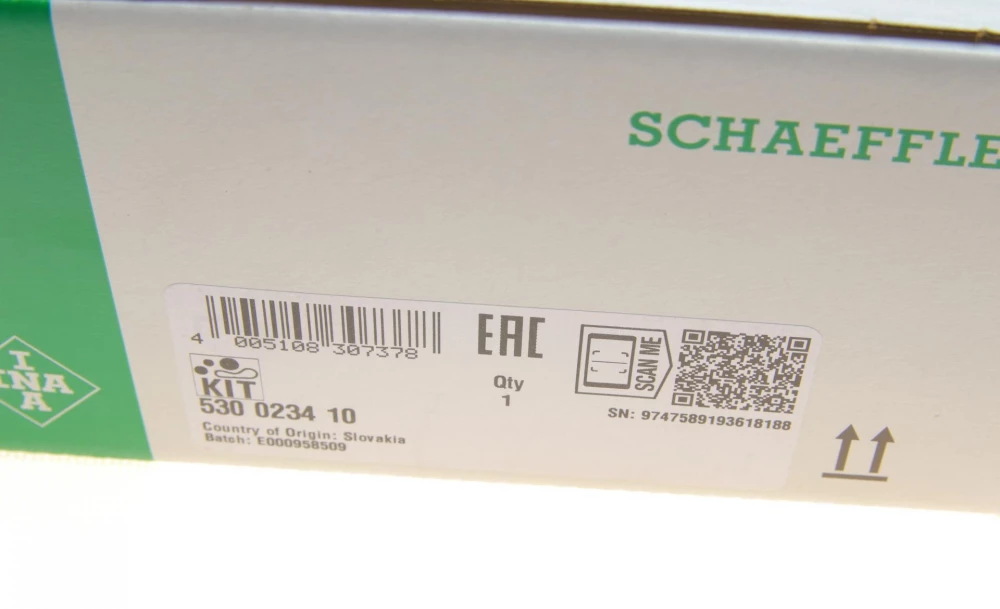 SCHAEFFLE
I
INA
A
4 005108 307378
EAC
SCAN ME
KIT
Qty
1
530 0234 10
SN: 9747589193618188
Country of Origin: Slovakia
Batch: E000958509